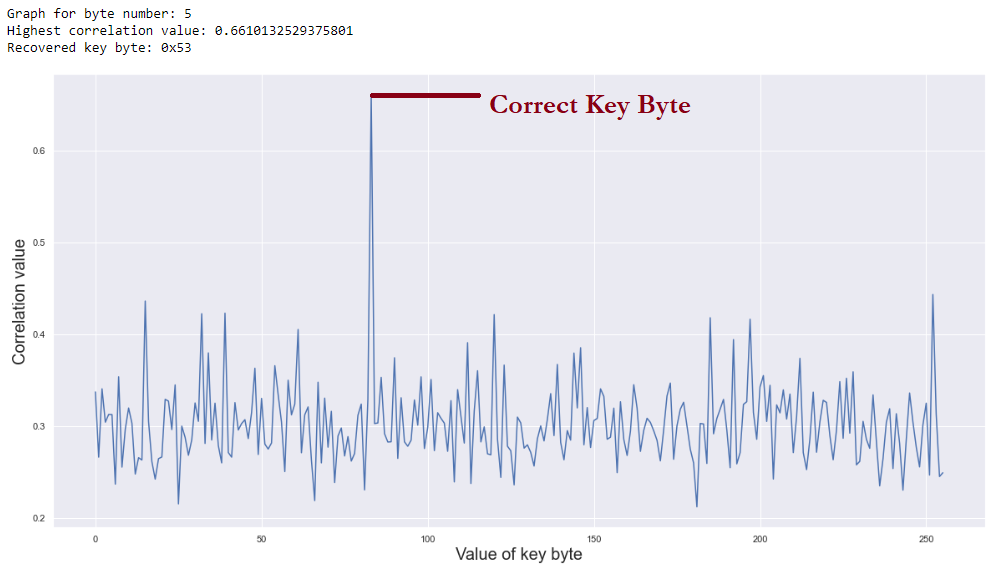 Graph for byte number: 5
Highest correlation value: 0.6610132529375801
Recovered key byte: 0x53
Correct Key Byte
0.6
0.5
0.4
0.3
0.2
Correlation value
0
50
100
150
200
250
Value of key byte